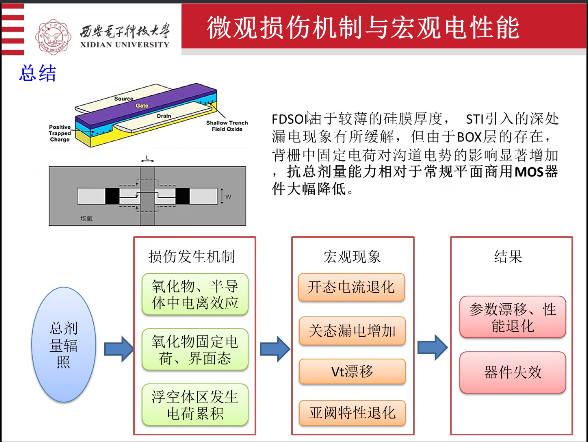 西安电子科技大学
XIDIAN UNIVERSITY
微观损伤机制与宏观电性能
总结
Source
Gate
Drain
Positive
Trapped
Charge
Shallow Trench
Field Oxide
L
W
场氧
FDSOI由于较薄的硅膜厚度， STI引入的深处
漏电现象有所缓解，但由于BOX层的存在，
背栅中固定电荷对沟道电势的影响显著增加
，抗总剂量能力相对于常规平面商用MOS器
件大幅降低。
总剂
量辐
照
损伤发生机制
氧化物、半导
体中电离效应
氧化物固定电
荷、界面态
浮空体区发生
电荷累积
宏观现象
开态电流退化
关态漏电增加
Vt漂移
亚阈特性退化
结果
参数漂移、性
能退化
器件失效